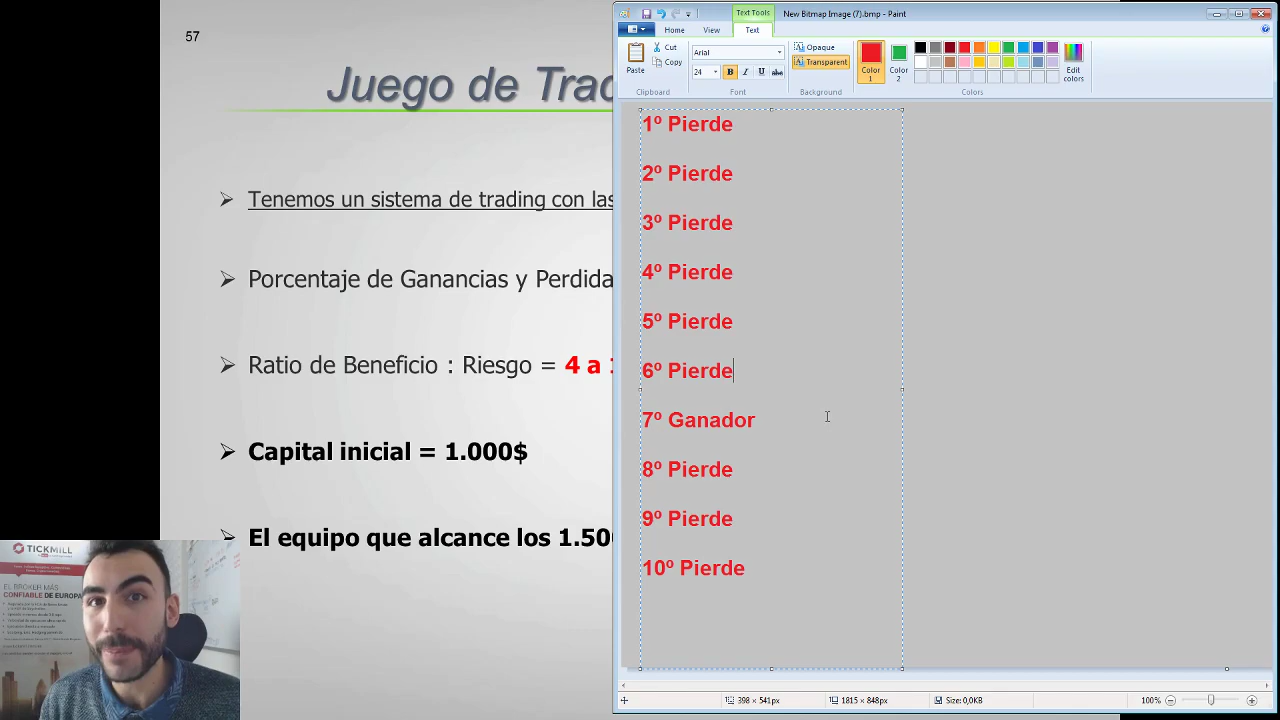 57
Juego de Trad
Tenemos un sistema de trading con las
Porcentaje de Ganancias y Perdida
Ratio de Beneficio : Riesgo = 4 a 1
Capital inicial = 1.000$
El equipo que alcance los 1.500
TICKMILL
EL BRÓKER MÁS
CONFIABLE DE EUROPA
New Bitmap Image (7).bmp - Paint
Text Tools
Home
View
Text
Paste
Cut
Copy
Clipboard
Arial
24
B
I
U
abc
Font
Opaque
Transparent
Background
Color
1
Color
2
Edit
colors
Colors
1º Pierde
2º Pierde
3º Pierde
4º Pierde
5º Pierde
6º Pierde
7º Ganador
8º Pierde
9º Pierde
10º Pierde
398 × 541px
1815 × 848px
Size: 0,0KB
100%